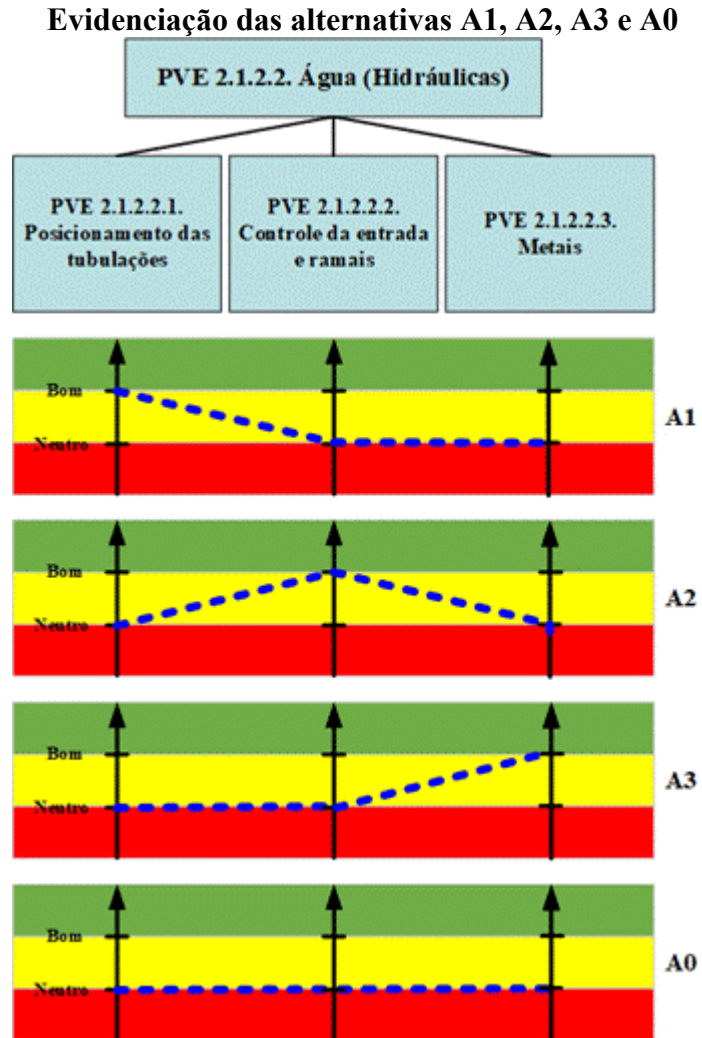 Evidenciação das alternativas A1, A2, A3 e A0
PVE 2.1.2.2. Água (Hidráulicas)
PVE 2.1.2.2.1.
Posicionamento das
tubulações
PVE 2.1.2.2.2.
Controle da entrada
e ramais
PVE 2.1.2.2.3.
Metais
Bom
Neutro
A1
Bom
Neutro
A2
Bom
Neutro
A3
Bom
Neutro
A0